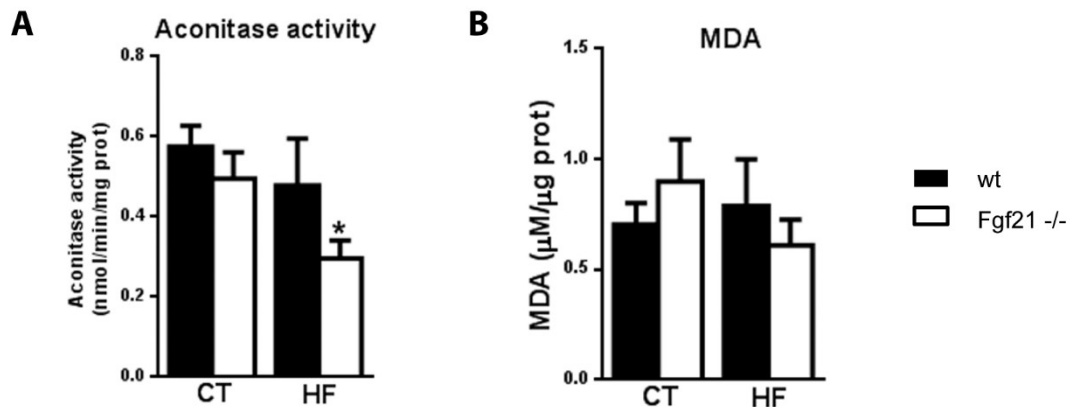 A
Aconitase activity
Aconitase activity
(nmol/min/mg prot)
0.8
0.6
0.4
0.2
0.0
*
CT
HF
B
MDA
MDA (µM/µg prot)
1.5
1.0
0.5
0.0
CT
HF
wt
Fgf21 -/-